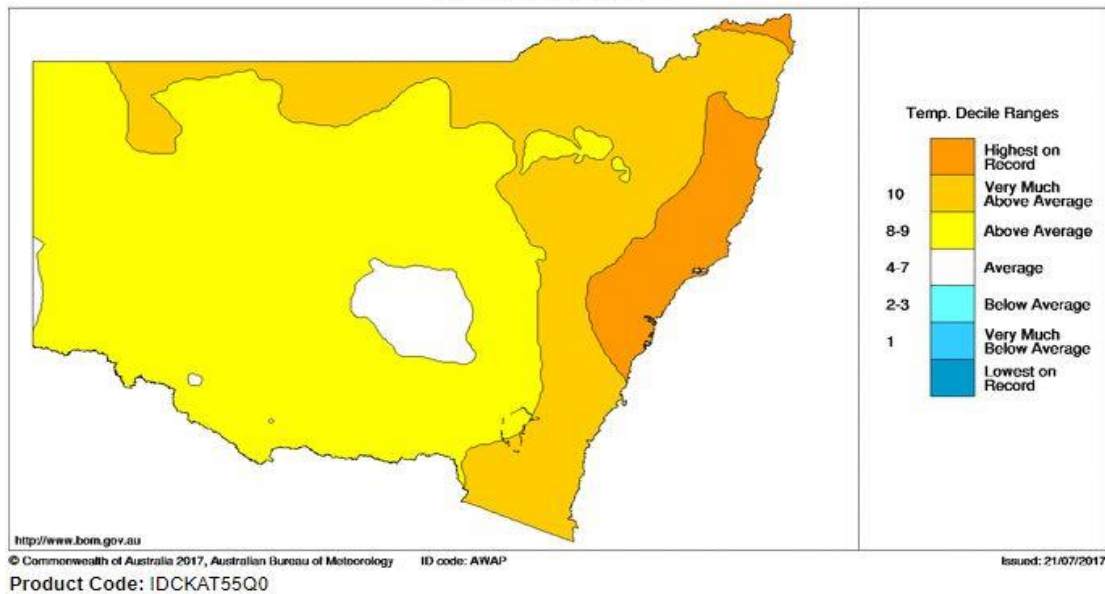 Temp. Decile Ranges
Highest on
Record
10
Very Much
Above Average
8-9
Above Average
4-7
Average
2-3
Below Average
1
Very Much
Below Average
Lowest on
Record
http://www.bom.gov.au
© Commonwealth of Australia 2017, Australian Bureau of Meteorology ID code: AWAP Issued: 21/07/2017
Product Code: IDCKAT55Q0